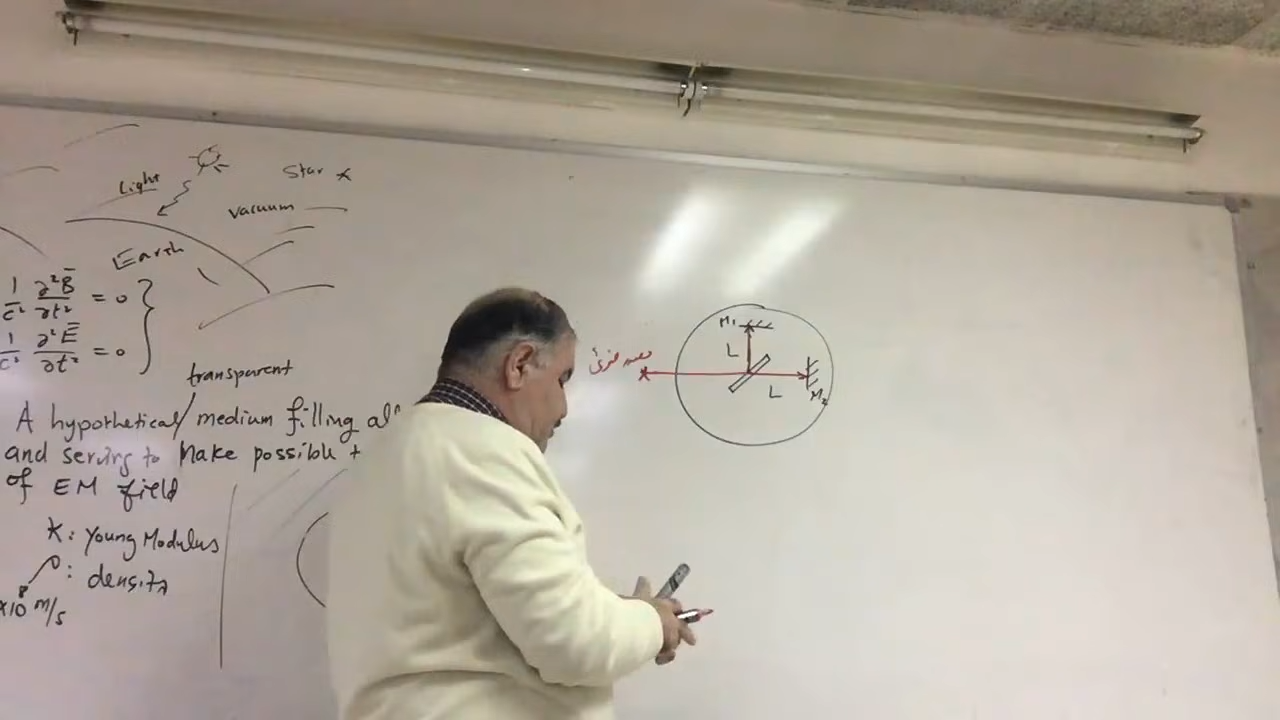 Light
Star
vacuum
Earth
1/c² ∂²B̄/∂t² = 0
1/c² ∂²Ē/∂t² = 0
transparent
A hypothetical / medium filling al
and serving to Make possible t
of EM field
K: Young Modulus
ρ: density
×10 m/s
M₁
L
L
M₂